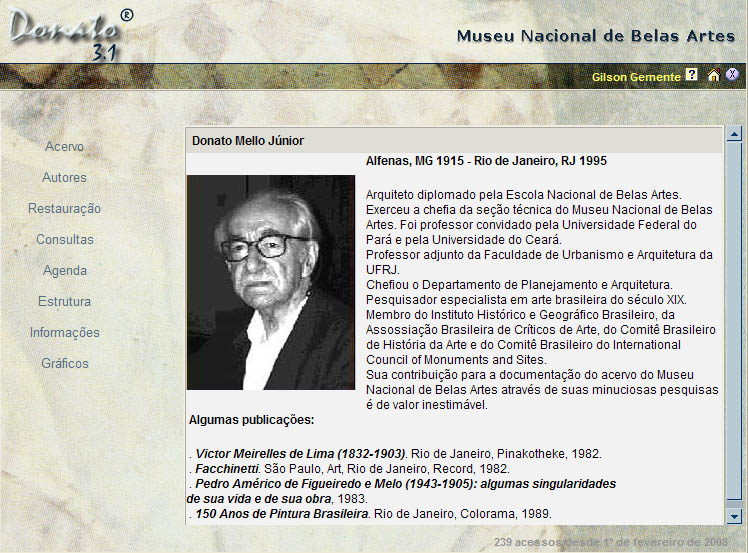 Donato®
3.1
Museu Nacional de Belas Artes
Gilson Gemente ? X
Acervo
Autores
Restauração
Consultas
Agenda
Estrutura
Informações
Gráficos
Donato Mello Júnior
Alfenas, MG 1915 - Rio de Janeiro, RJ 1995
Arquiteto diplomado pela Escola Nacional de Belas Artes.
Exerceu a chefia da seção técnica do Museu Nacional de Belas
Artes. Foi professor convidado pela Universidade Federal do
Pará e pela Universidade do Ceará.
Professor adjunto da Faculdade de Urbanismo e Arquitetura da
UFRJ.
Chefiou o Departamento de Planejamento e Arquitetura.
Pesquisador especialista em arte brasileira do século XIX.
Membro do Instituto Histórico e Geográfico Brasileiro, da
Assossiação Brasileira de Críticos de Arte, do Comitê Brasileiro
de História da Arte e do Comitê Brasileiro do International
Council of Monuments and Sites.
Sua contribuição para a documentação do acervo do Museu
Nacional de Belas Artes através de suas minuciosas pesquisas
é de valor inestimável.
Algumas publicações:
. Victor Meirelles de Lima (1832-1903). Rio de Janeiro, Pinakotheke, 1982.
. Facchinetti. São Paulo, Art, Rio de Janeiro, Record, 1982.
. Pedro Américo de Figueiredo e Melo (1943-1905): algumas singularidades
de sua vida e de sua obra, 1983.
. 150 Anos de Pintura Brasileira. Rio de Janeiro, Colorama, 1989.
239 acessos desde 1º de fevereiro de 2008